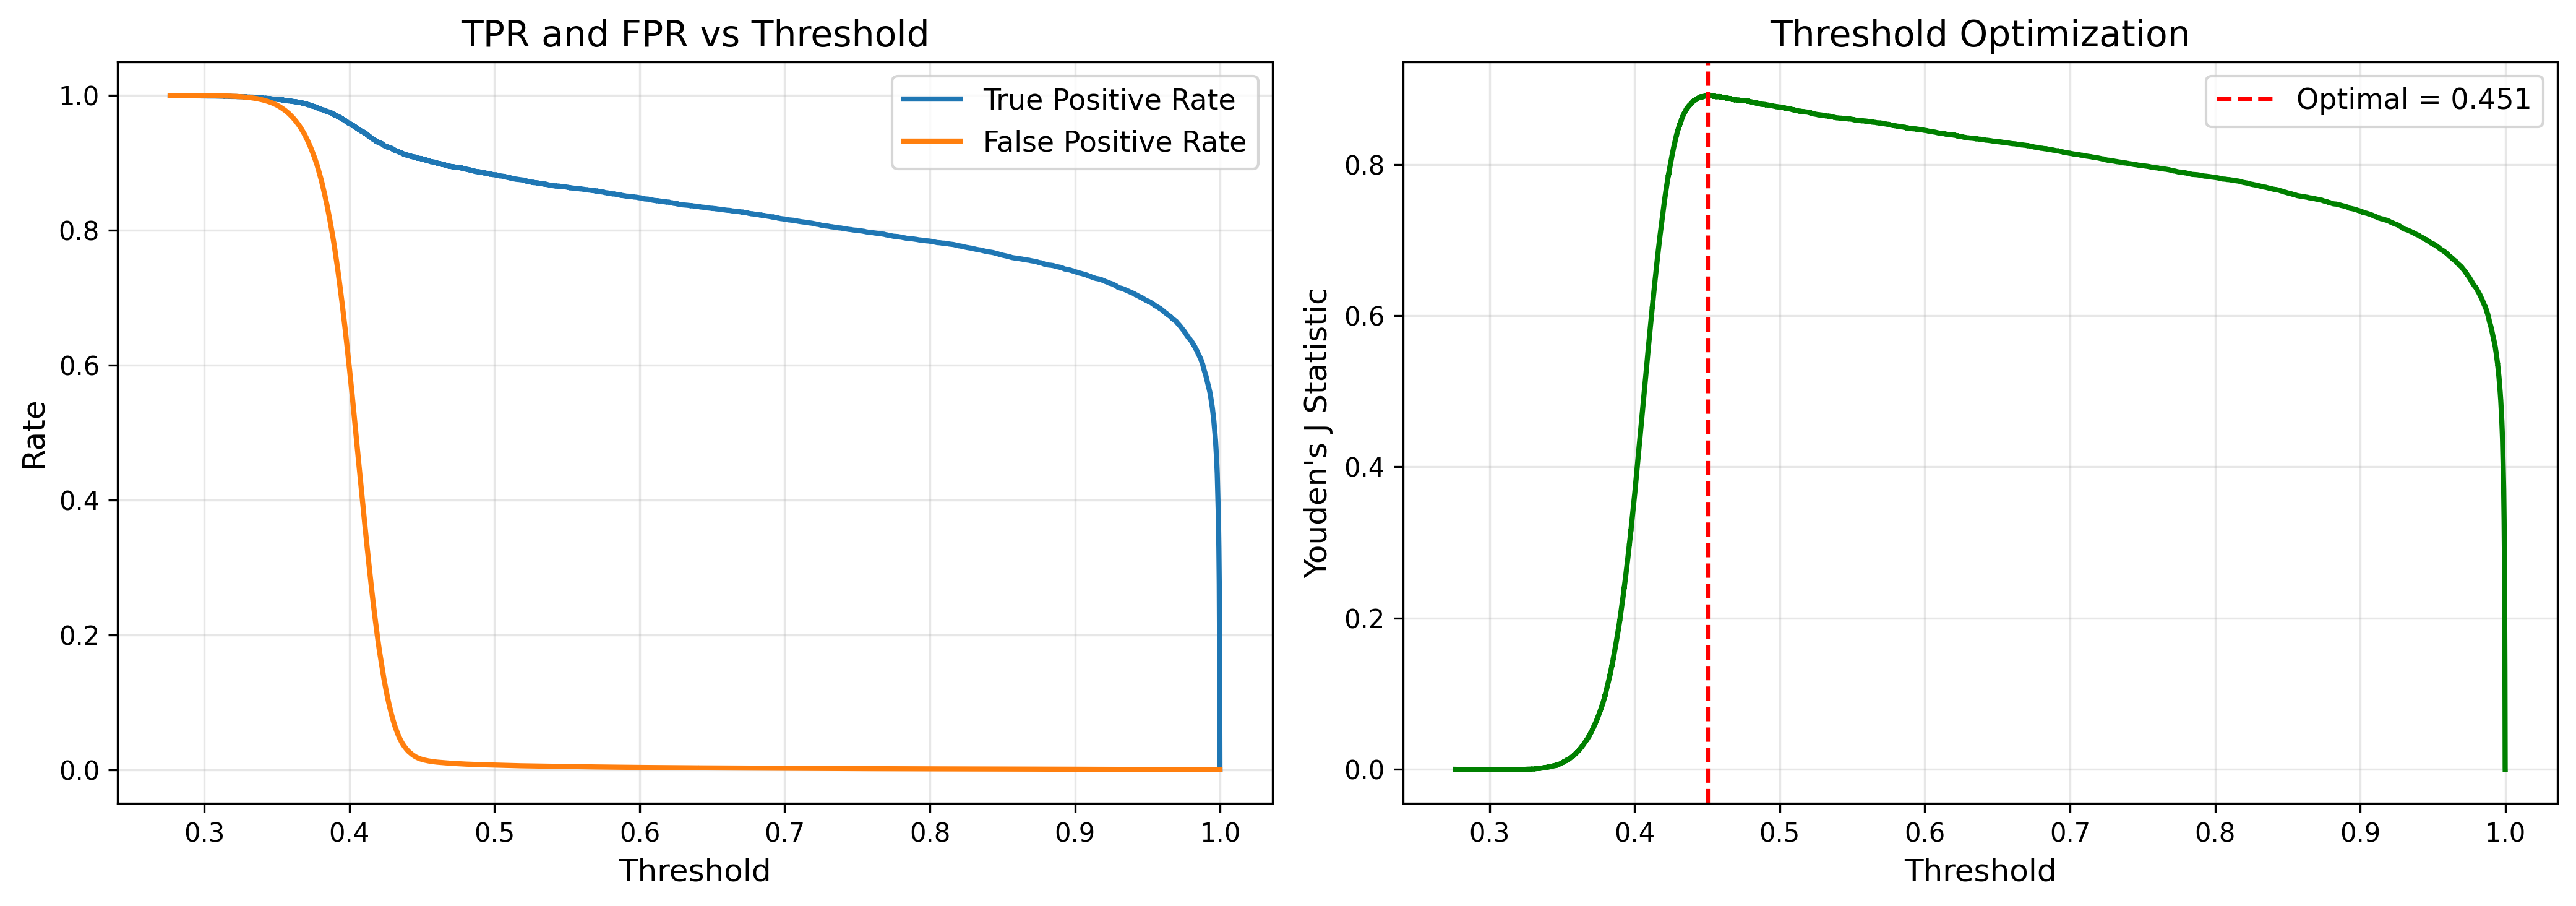 TPR and FPR vs Threshold
True Positive Rate
False Positive Rate
Rate
1.0
0.8
0.6
0.4
0.2
0.0
0.3 0.4 0.5 0.6 0.7 0.8 0.9 1.0
Threshold
Threshold Optimization
Optimal = 0.451
Youden's J Statistic
0.8
0.6
0.4
0.2
0.0
0.3 0.4 0.5 0.6 0.7 0.8 0.9 1.0
Threshold